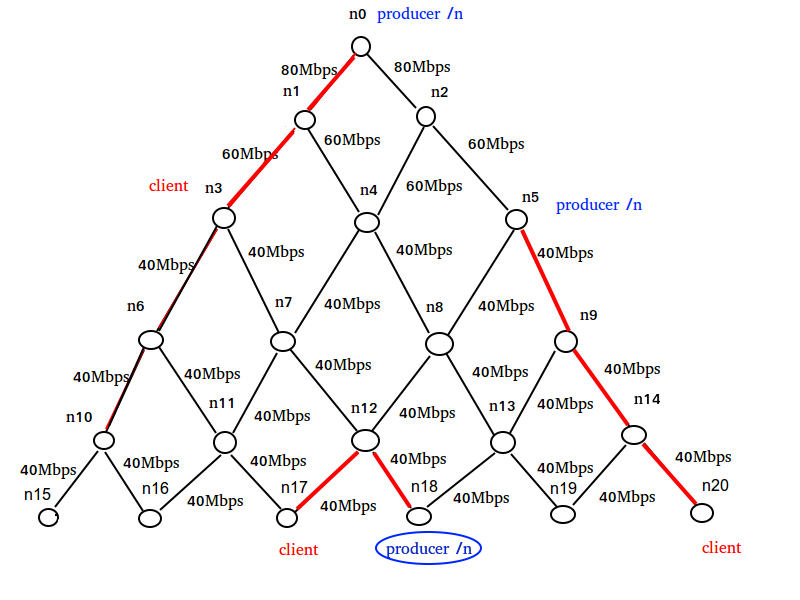 n0 producer /n
80Mbps 80Mbps
n1 n2
60Mbps 60Mbps 60Mbps
client n3 n4 60Mbps n5 producer /n
40Mbps 40Mbps 40Mbps 40Mbps
n6 n7 40Mbps n8 40Mbps n9
40Mbps 40Mbps 40Mbps 40Mbps 40Mbps
n10 n11 40Mbps n12 40Mbps n13 40Mbps n14
40Mbps 40Mbps 40Mbps 40Mbps 40Mbps 40Mbps
n15 n16 40Mbps n17 40Mbps n18 40Mbps n19 40Mbps n20
client producer /n client